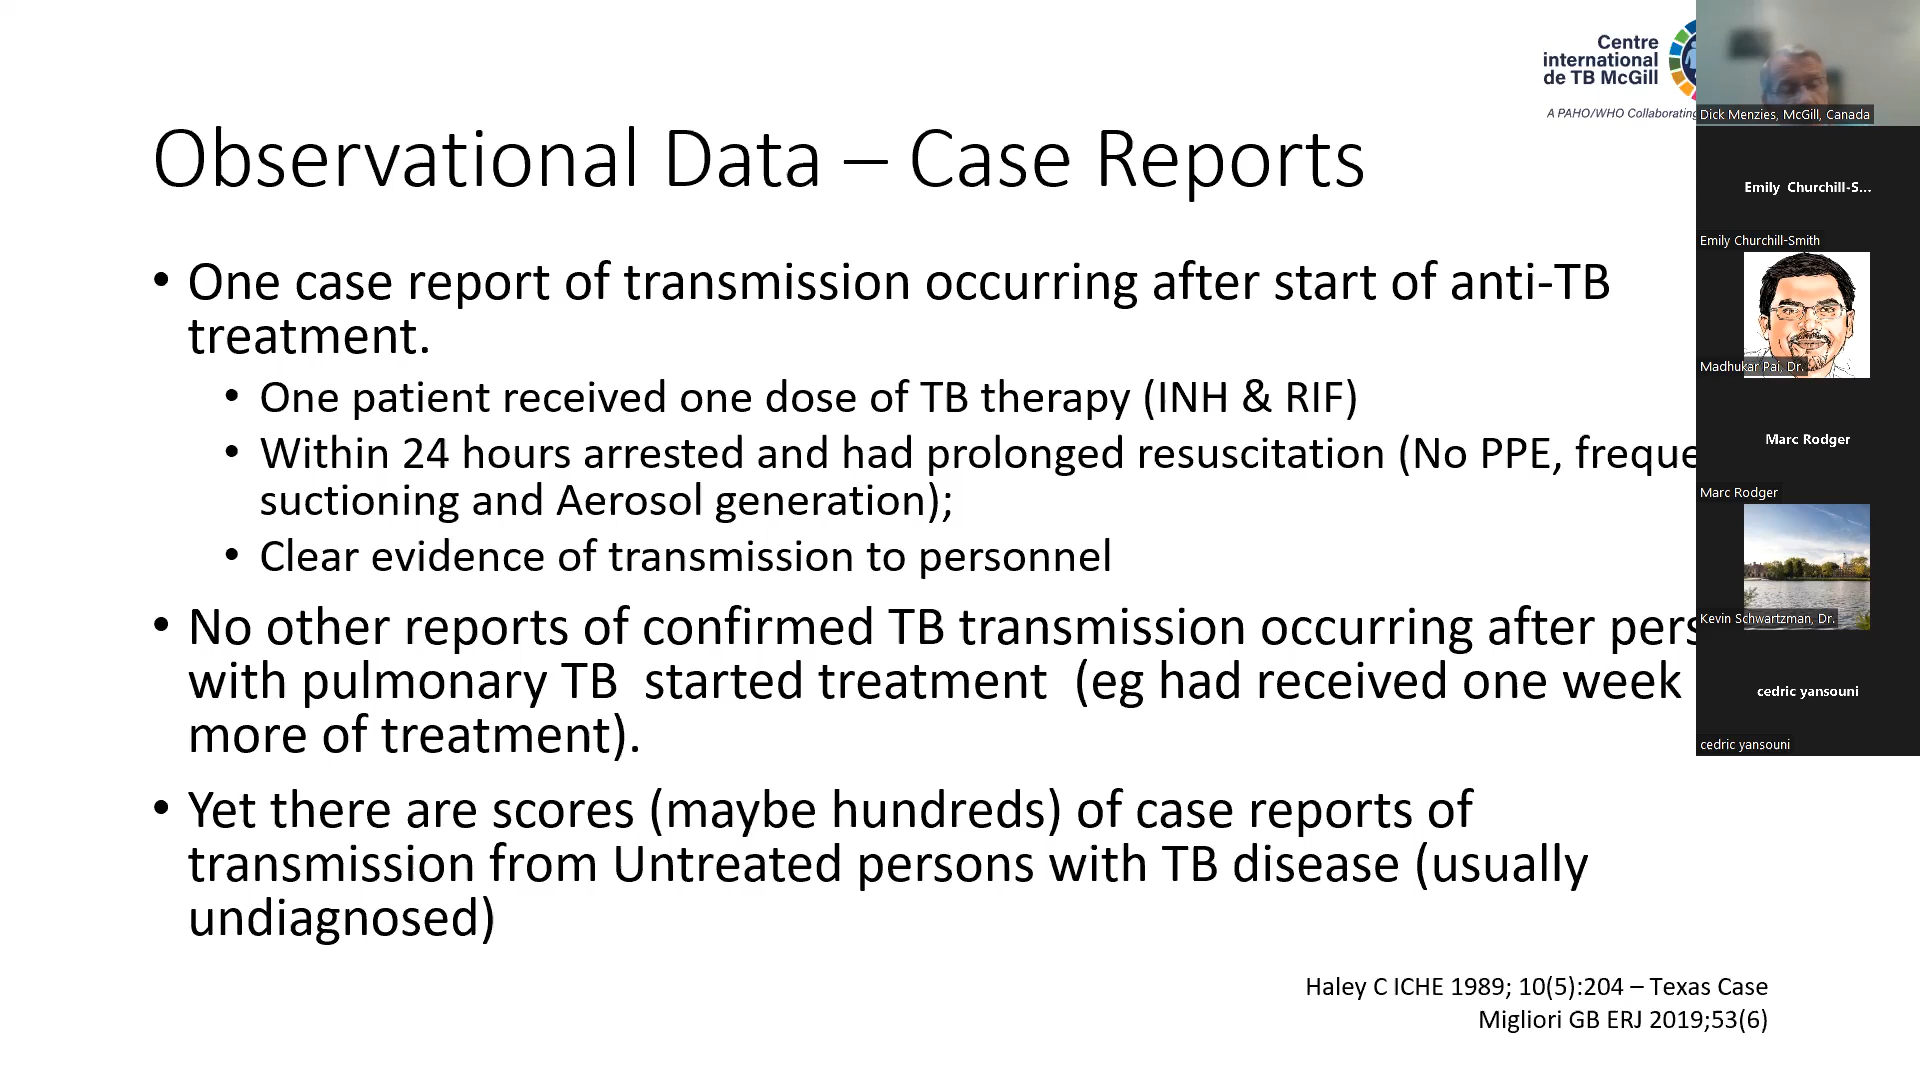 Centre
international
de TB McGill
A PAHO/WHO Collaborating
Observational Data – Case Reports
• One case report of transmission occurring after start of anti-TB
treatment.
• One patient received one dose of TB therapy (INH & RIF)
• Within 24 hours arrested and had prolonged resuscitation (No PPE, freque
suctioning and Aerosol generation);
• Clear evidence of transmission to personnel
• No other reports of confirmed TB transmission occurring after pers
with pulmonary TB started treatment (eg had received one week
more of treatment).
• Yet there are scores (maybe hundreds) of case reports of
transmission from Untreated persons with TB disease (usually
undiagnosed)
Haley C ICHE 1989; 10(5):204 – Texas Case
Migliori GB ERJ 2019;53(6)
Dick Menzies, McGill, Canada
Emily Churchill-S...
Emily Churchill-Smith
Madhukar Pai, Dr.
Marc Rodger
Marc Rodger
Kevin Schwartzman, Dr.
cedric yansouni
cedric yansouni